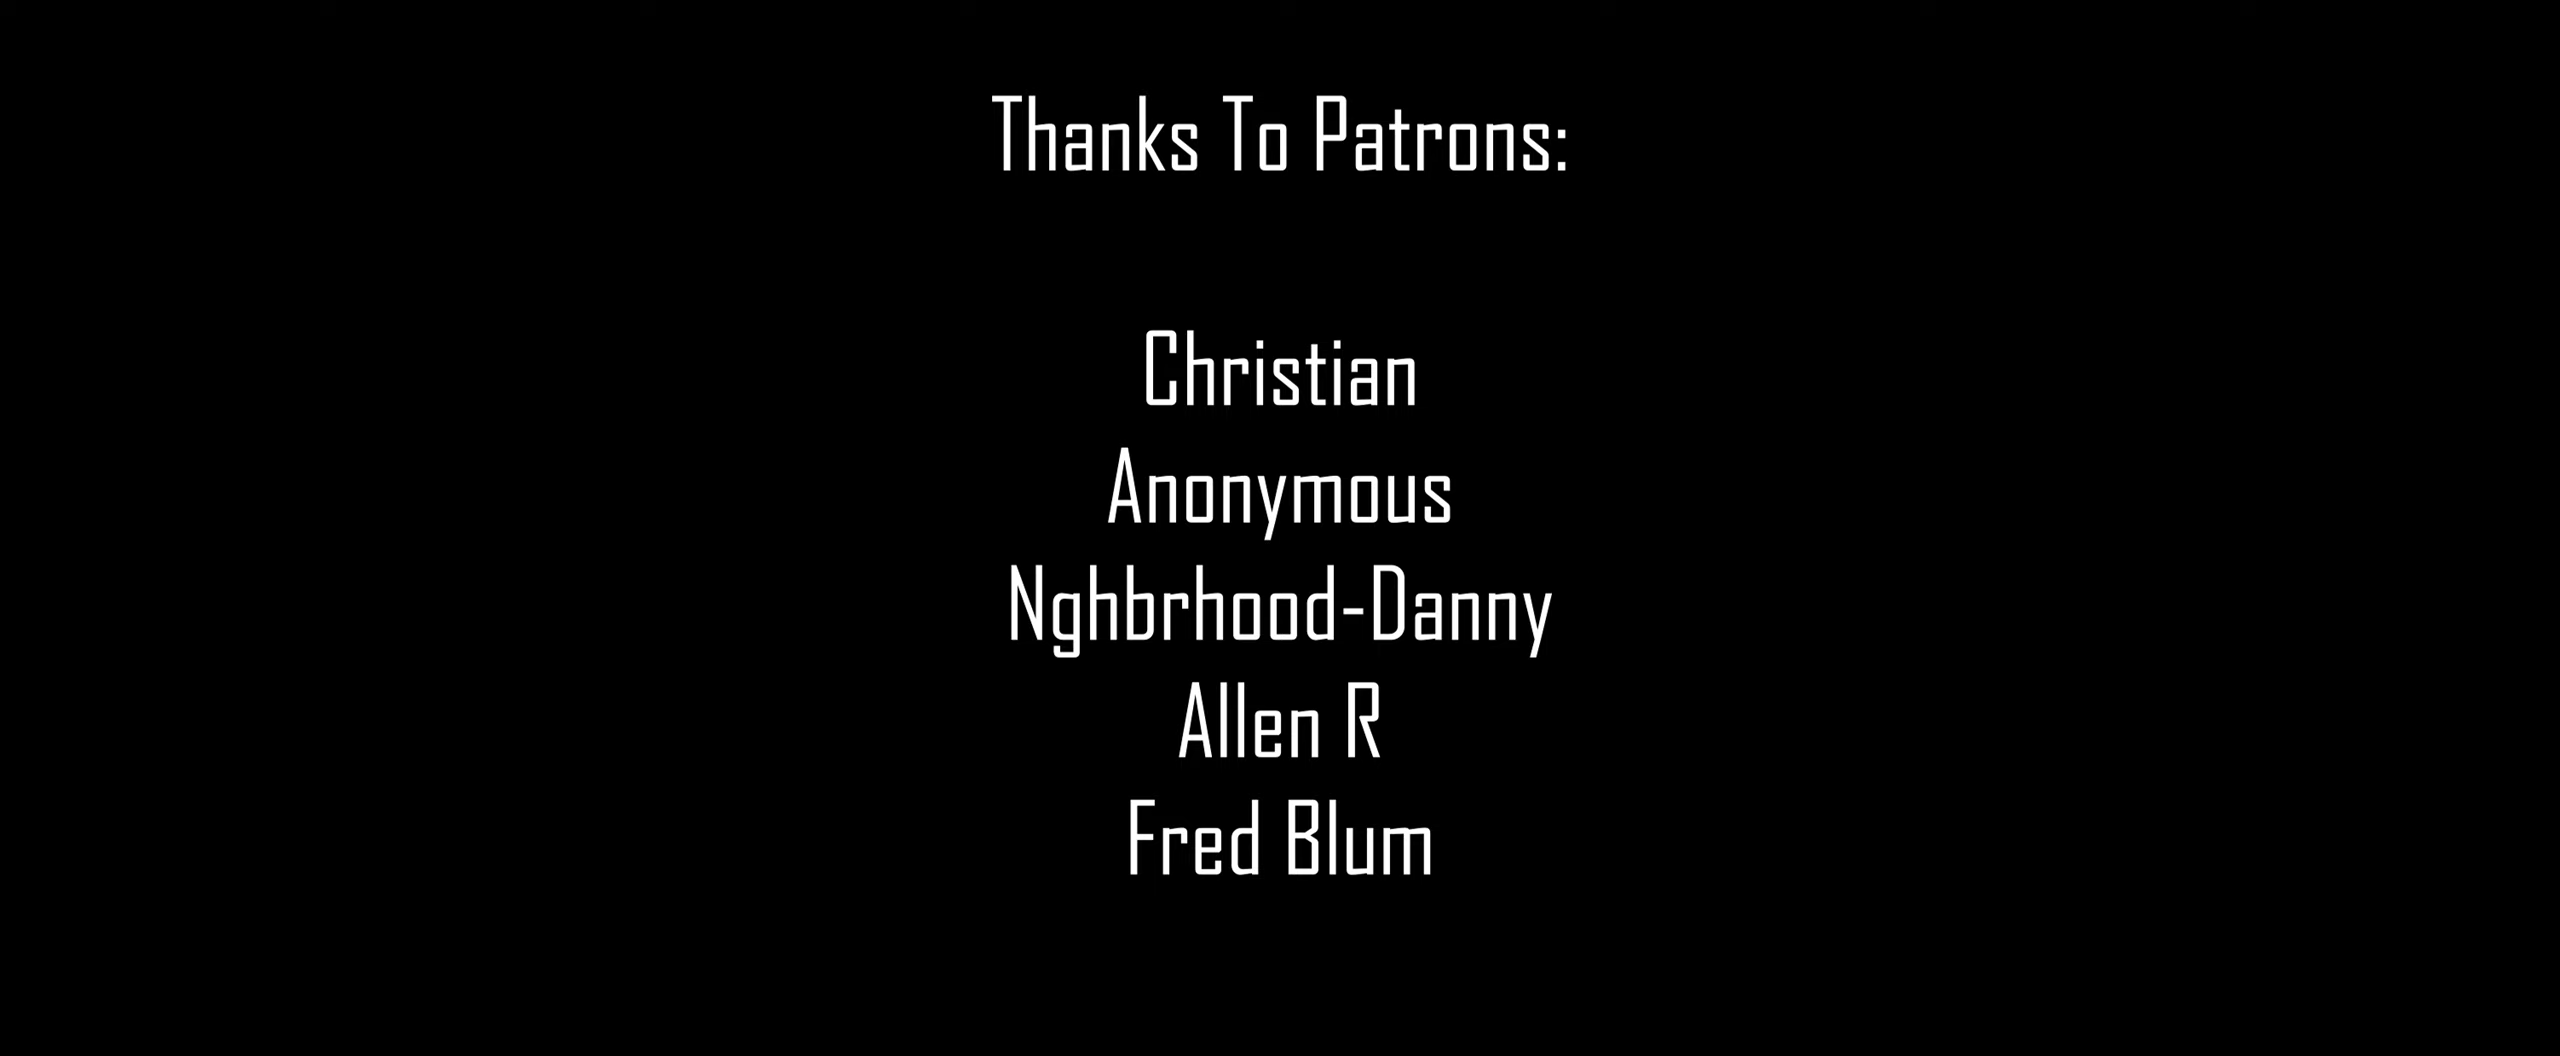 Thanks To Patrons:
Christian
Anonymous
Nghbrhood-Danny
Allen R
Fred Blum